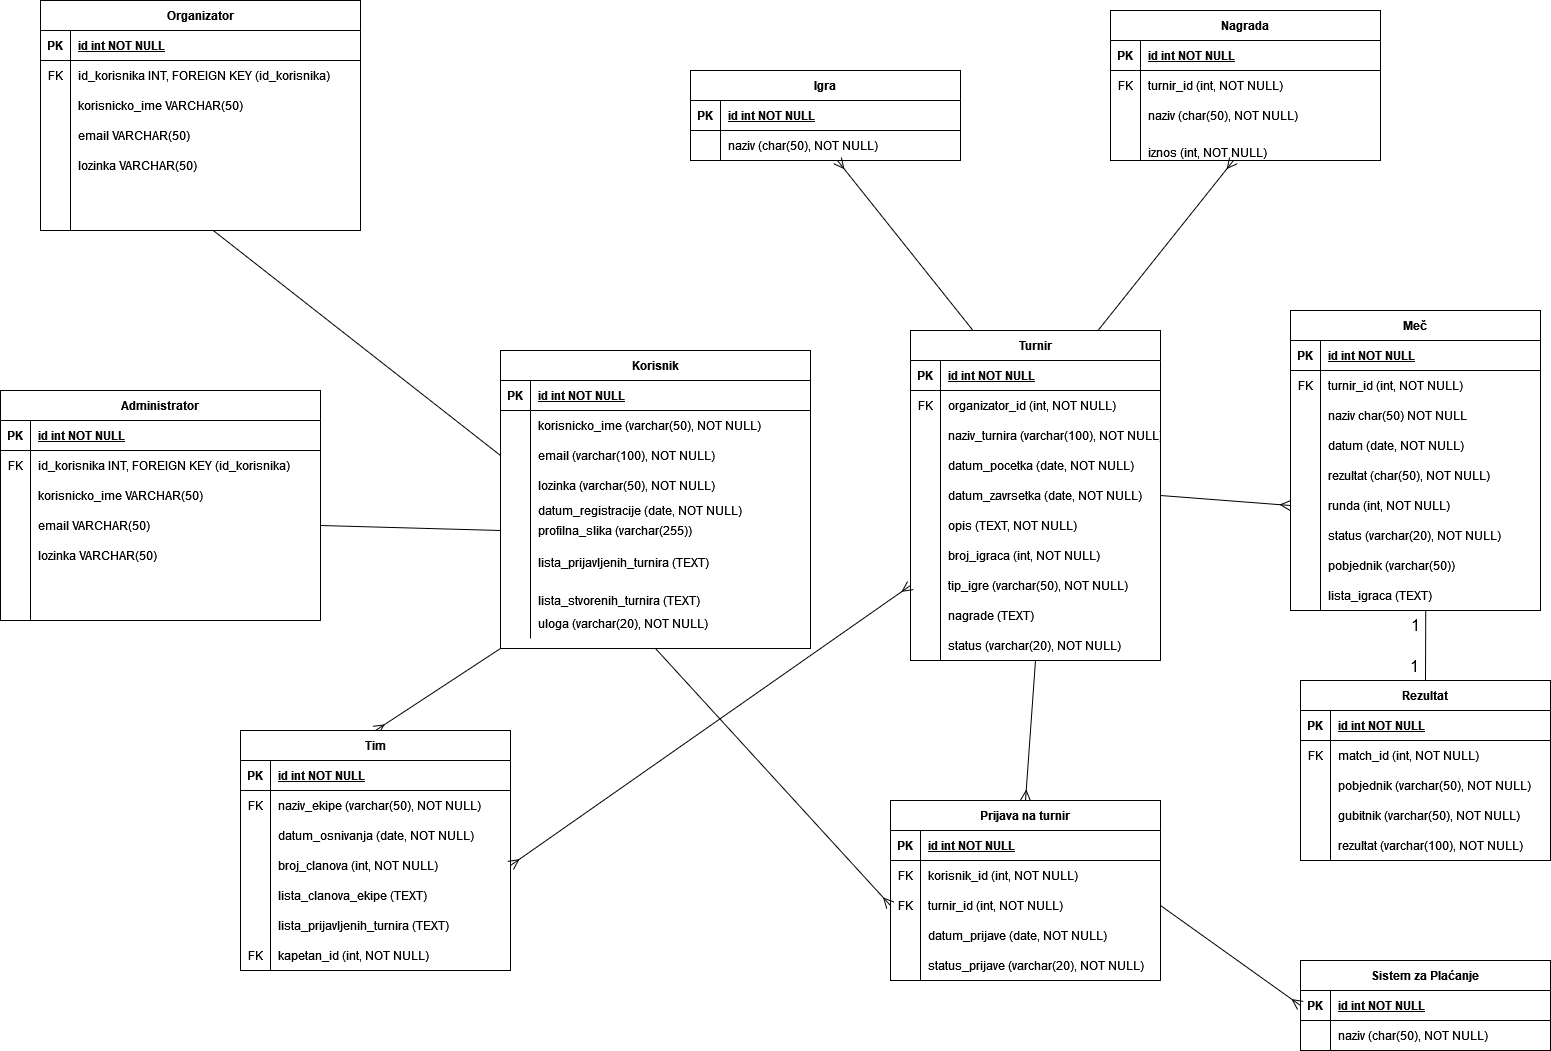 Organizator
PK id int NOT NULL
FK id_korisnika INT, FOREIGN KEY (id_korisnika)
korisnicko_ime VARCHAR(50)
email VARCHAR(50)
lozinka VARCHAR(50)
Igra
PK id int NOT NULL
naziv (char(50), NOT NULL)
Nagrada
PK id int NOT NULL
FK turnir_id (int, NOT NULL)
naziv (char(50), NOT NULL)
iznos (int, NOT NULL)
Administrator
PK id int NOT NULL
FK id_korisnika INT, FOREIGN KEY (id_korisnika)
korisnicko_ime VARCHAR(50)
email VARCHAR(50)
lozinka VARCHAR(50)
Korisnik
PK id int NOT NULL
korisnicko_ime (varchar(50), NOT NULL)
email (varchar(100), NOT NULL)
lozinka (varchar(50), NOT NULL)
datum_registracije (date, NOT NULL)
profilna_slika (varchar(255))
lista_prijavljenih_turnira (TEXT)
lista_stvorenih_turnira (TEXT)
uloga (varchar(20), NOT NULL)
Turnir
PK id int NOT NULL
FK organizator_id (int, NOT NULL)
naziv_turnira (varchar(100), NOT NULL
datum_pocetka (date, NOT NULL)
datum_zavrsetka (date, NOT NULL)
opis (TEXT, NOT NULL)
broj_igraca (int, NOT NULL)
tip_igre (varchar(50), NOT NULL)
nagrade (TEXT)
status (varchar(20), NOT NULL)
Meč
PK id int NOT NULL
FK turnir_id (int, NOT NULL)
naziv char(50) NOT NULL
datum (date, NOT NULL)
rezultat (char(50), NOT NULL)
runda (int, NOT NULL)
status (varchar(20), NOT NULL)
pobjednik (varchar(50))
lista_igraca (TEXT)
1
1
Rezultat
PK id int NOT NULL
FK match_id (int, NOT NULL)
pobjednik (varchar(50), NOT NULL)
gubitnik (varchar(50), NOT NULL)
rezultat (varchar(100), NOT NULL)
Tim
PK id int NOT NULL
FK naziv_ekipe (varchar(50), NOT NULL)
datum_osnivanja (date, NOT NULL)
broj_clanova (int, NOT NULL)
lista_clanova_ekipe (TEXT)
lista_prijavljenih_turnira (TEXT)
FK kapetan_id (int, NOT NULL)
Prijava na turnir
PK id int NOT NULL
FK korisnik_id (int, NOT NULL)
FK turnir_id (int, NOT NULL)
datum_prijave (date, NOT NULL)
status_prijave (varchar(20), NOT NULL)
Sistem za Plaćanje
PK id int NOT NULL
naziv (char(50), NOT NULL)